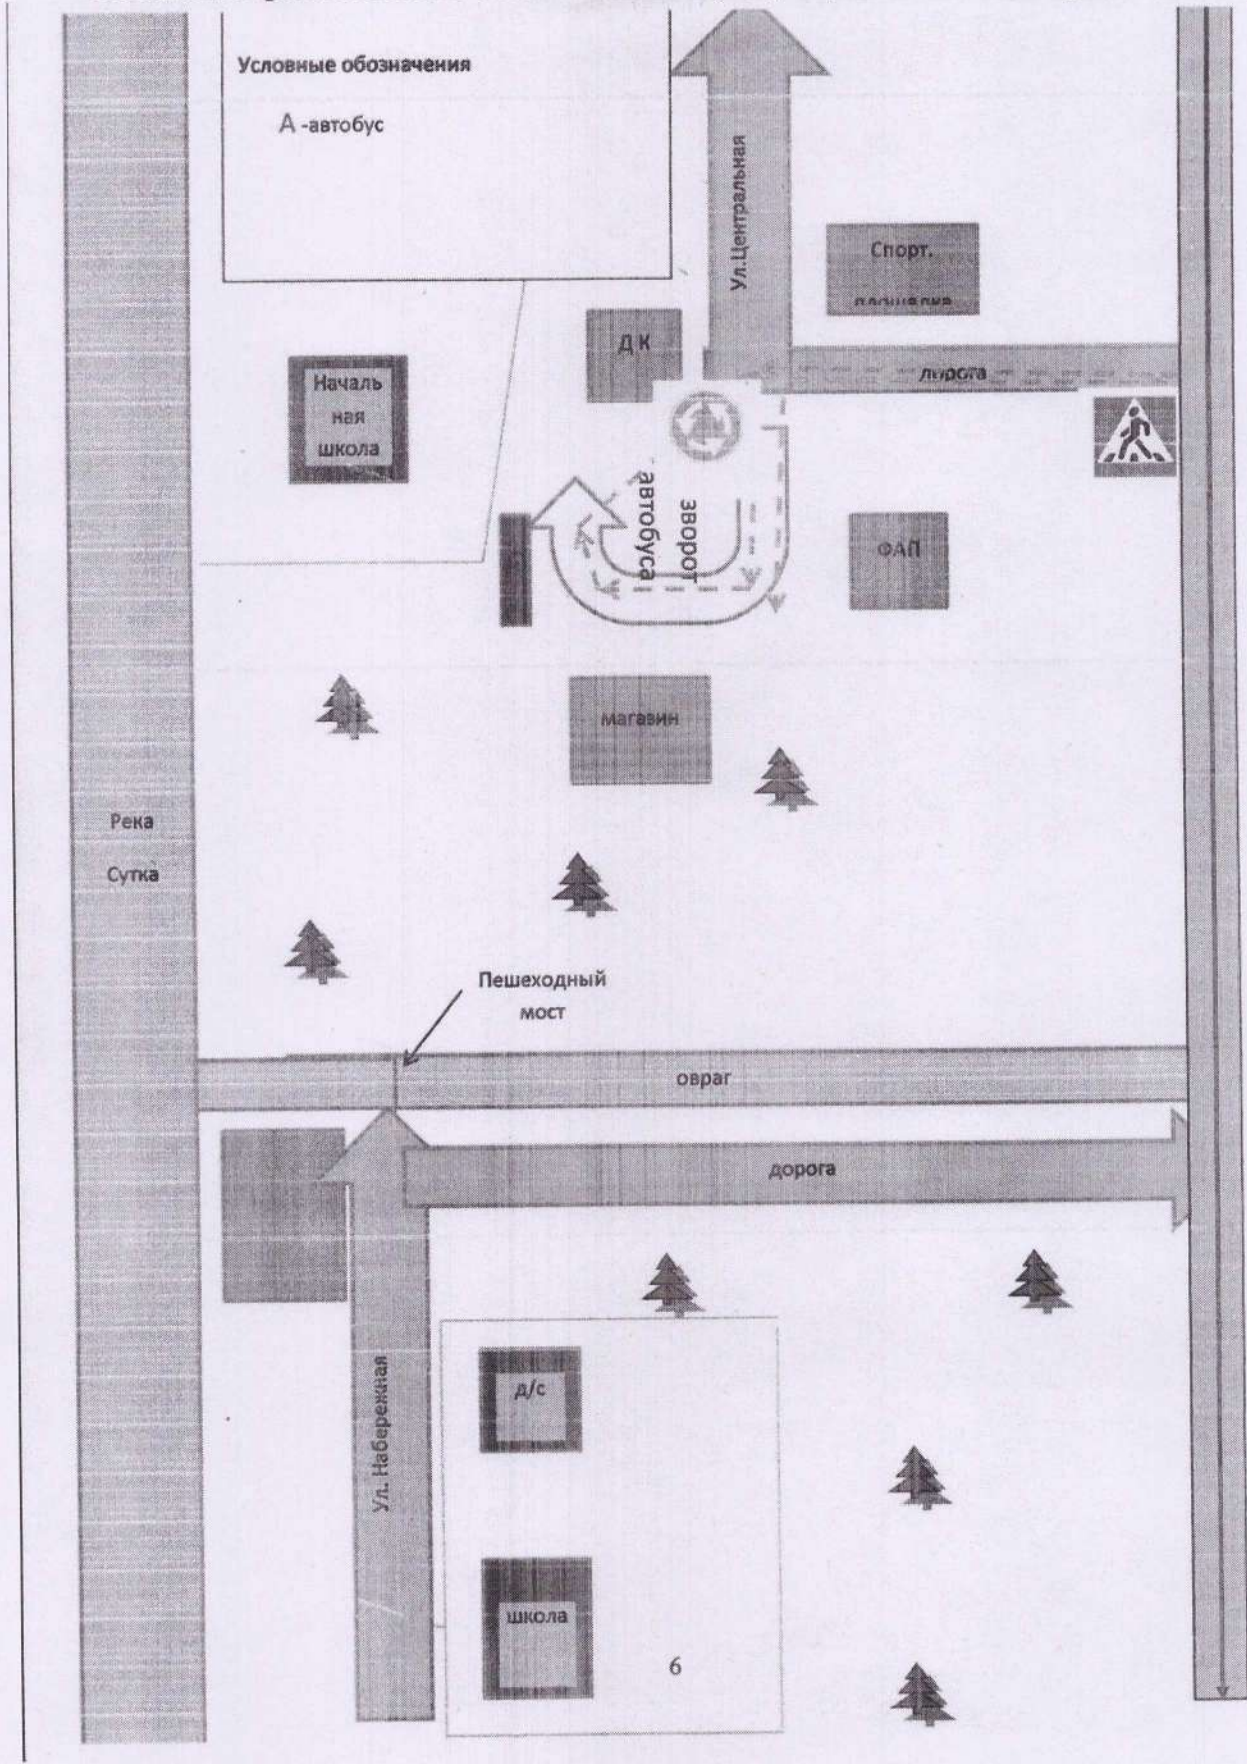 Условные обозначения
А -автобус
Ул.Центральная
Спорт.
площадка
Д К
дорога
Началь
ная
школа
зворот
автобуса
ФАП
магазин
Река
Сутка
Пешеходный
мост
овраг
дорога
Ул. Набережная
д/с
школа
6